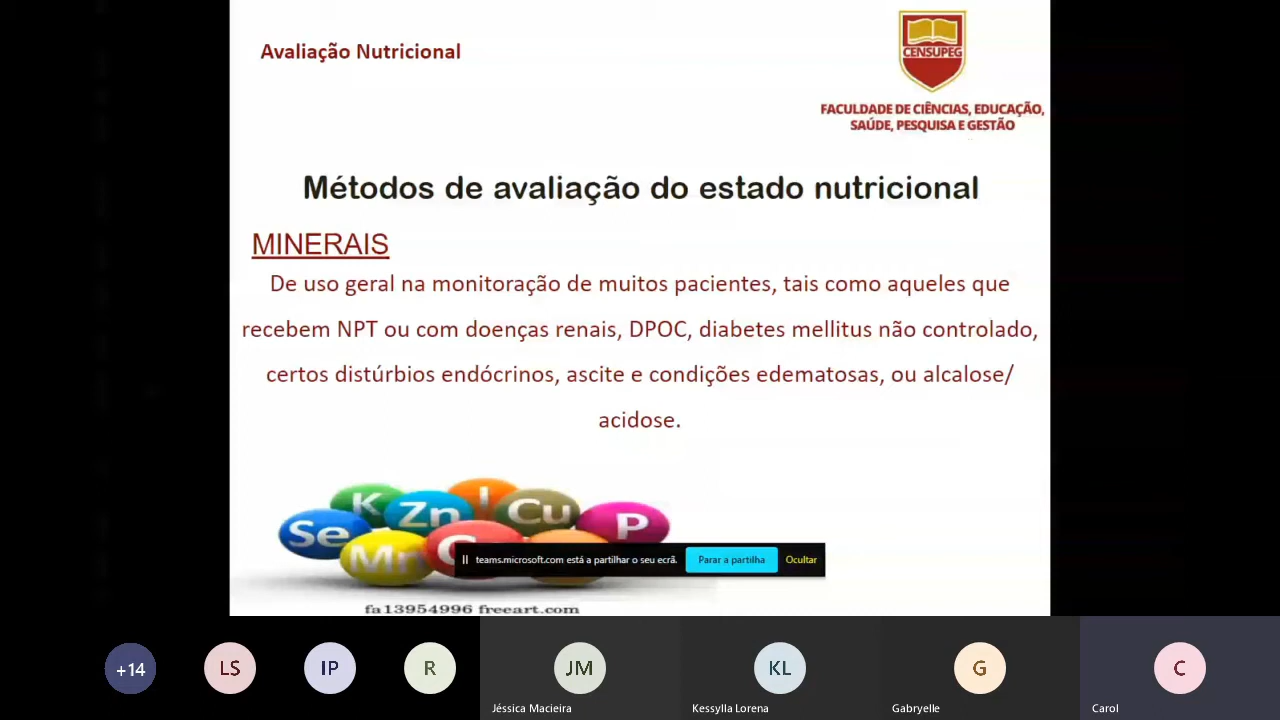 Avaliação Nutricional
CENSUPEG
FACULDADE DE CIÊNCIAS, EDUCAÇÃO,
SAÚDE, PESQUISA E GESTÃO
Métodos de avaliação do estado nutricional
MINERAIS
De uso geral na monitoração de muitos pacientes, tais como aqueles que
recebem NPT ou com doenças renais, DPOC, diabetes mellitus não controlado,
certos distúrbios endócrinos, ascite e condições edematosas, ou alcalose/
acidose.
K
I
Se
Zn
Cu
P
Mn
teams.microsoft.com está a partilhar o seu ecrã.
Parar a partilha
Ocultar
fa13954996 freeart.com
+14
LS
IP
R
JM
KL
G
C
Jéssica Macieira
Kessylla Lorena
Gabryelle
Carol